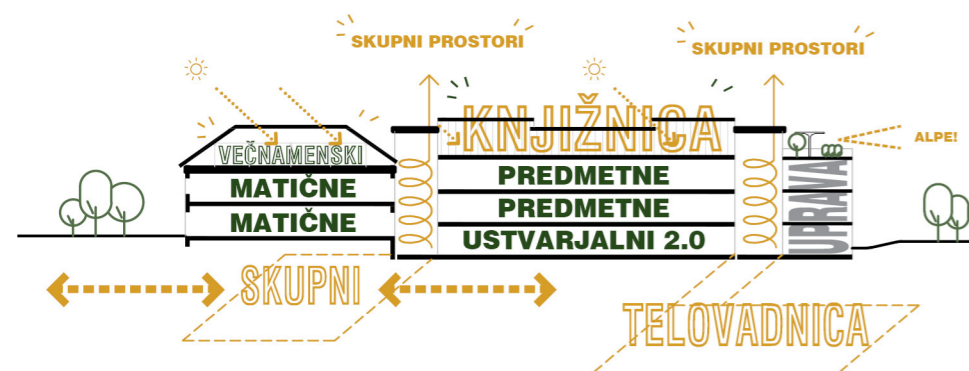 SKUPNI PROSTORI
SKUPNI PROSTORI
KNJIŽNICA
ALPE!
VEČNAMENSKI
MATIČNE
MATIČNE
PREDMETNE
PREDMETNE
USTVARJALNI 2.0
UPRAVA
SKUPNI
TELOVADNICA